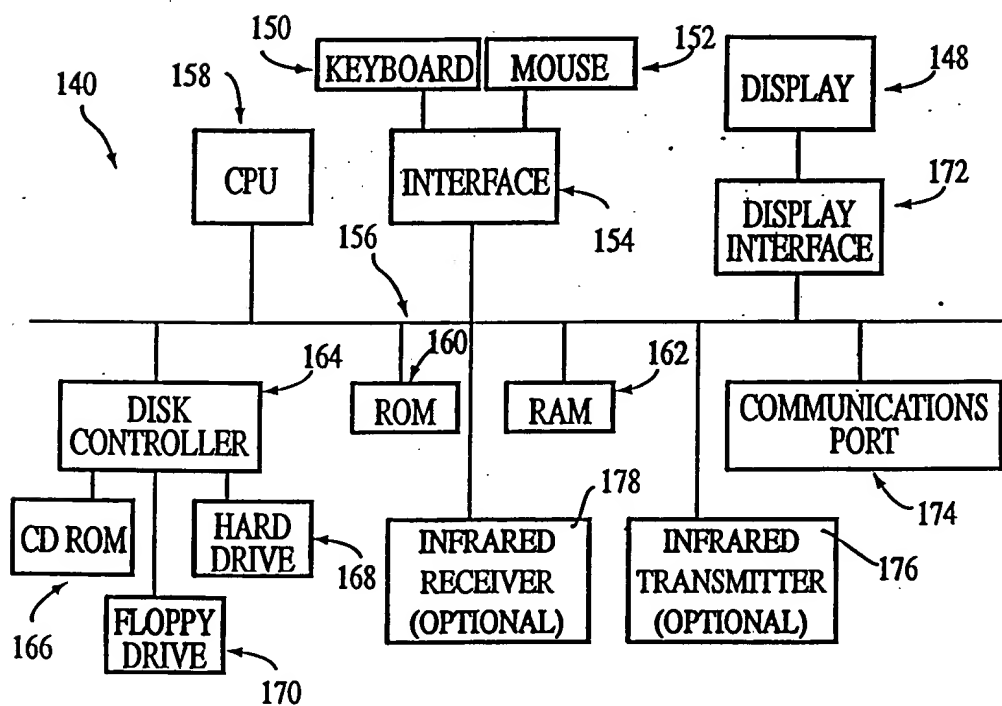 150
KEYBOARD
MOUSE
152
158
140
DISPLAY
148
CPU
INTERFACE
154
172
DISPLAY
INTERFACE
156
164
160
162
DISK
CONTROLLER
ROM
RAM
COMMUNICATIONS
PORT
174
CD ROM
166
HARD
DRIVE
168
FLOPPY
DRIVE
170
178
INFRARED
RECEIVER
(OPTIONAL)
INFRARED
TRANSMITTER
(OPTIONAL)
176